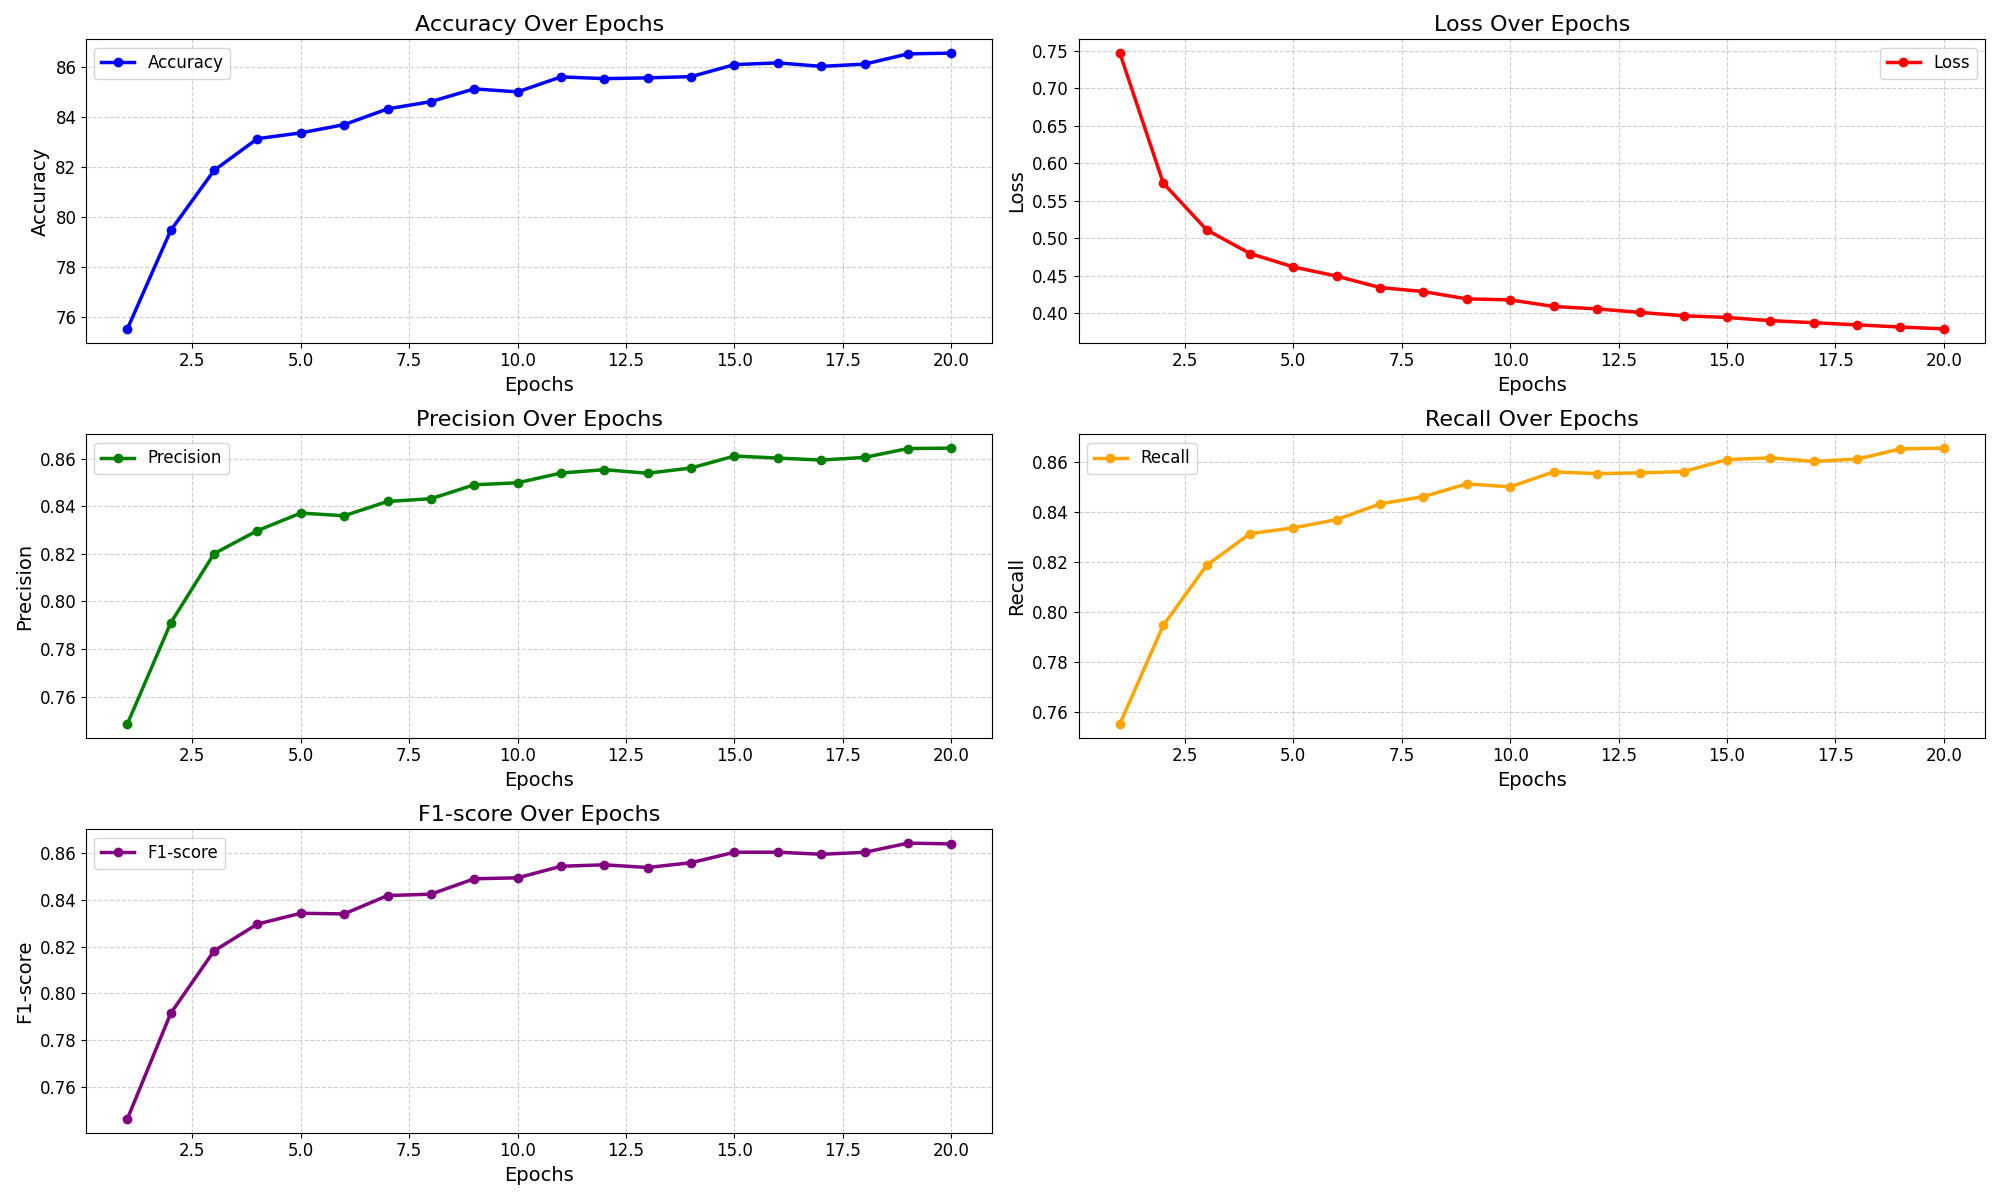 Accuracy Over Epochs
Accuracy
86
84
82
80
78
76
Accuracy
2.5 5.0 7.5 10.0 12.5 15.0 17.5 20.0
Epochs
Loss Over Epochs
Loss
0.75
0.70
0.65
0.60
0.55
0.50
0.45
0.40
Loss
2.5 5.0 7.5 10.0 12.5 15.0 17.5 20.0
Epochs
Precision Over Epochs
Precision
0.86
0.84
0.82
0.80
0.78
0.76
Precision
2.5 5.0 7.5 10.0 12.5 15.0 17.5 20.0
Epochs
Recall Over Epochs
Recall
0.86
0.84
0.82
0.80
0.78
0.76
Recall
2.5 5.0 7.5 10.0 12.5 15.0 17.5 20.0
Epochs
F1-score Over Epochs
F1-score
0.86
0.84
0.82
0.80
0.78
0.76
F1-score
2.5 5.0 7.5 10.0 12.5 15.0 17.5 20.0
Epochs